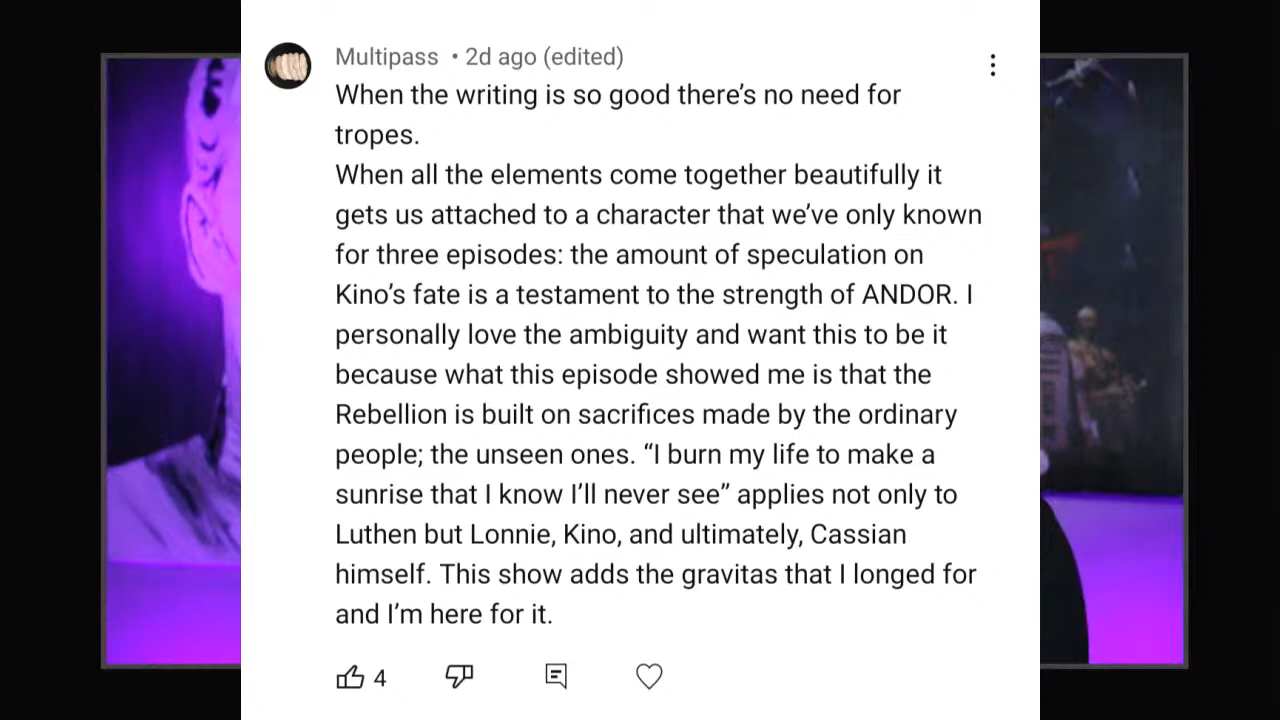 Multipass • 2d ago (edited)
When the writing is so good there’s no need for
tropes.
When all the elements come together beautifully it
gets us attached to a character that we’ve only known
for three episodes: the amount of speculation on
Kino’s fate is a testament to the strength of ANDOR. I
personally love the ambiguity and want this to be it
because what this episode showed me is that the
Rebellion is built on sacrifices made by the ordinary
people; the unseen ones. “I burn my life to make a
sunrise that I know I’ll never see” applies not only to
Luthen but Lonnie, Kino, and ultimately, Cassian
himself. This show adds the gravitas that I longed for
and I’m here for it.
4